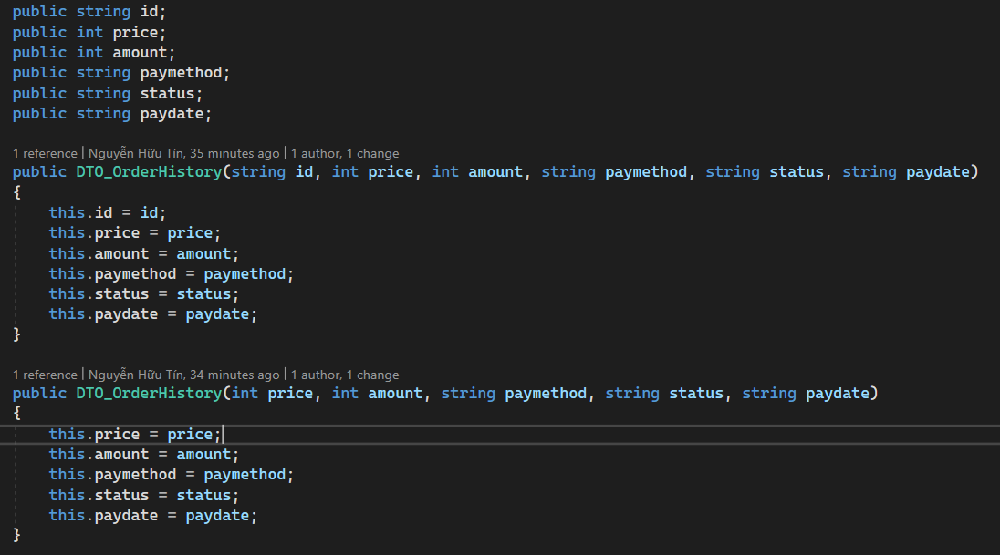 public string id;
public int price;
public int amount;
public string paymethod;
public string status;
public string paydate;
1 reference | Nguyễn Hữu Tín, 35 minutes ago | 1 author, 1 change
public DTO_OrderHistory(string id, int price, int amount, string paymethod, string status, string paydate)
{
this.id = id;
this.price = price;
this.amount = amount;
this.paymethod = paymethod;
this.status = status;
this.paydate = paydate;
}
1 reference | Nguyễn Hữu Tín, 34 minutes ago | 1 author, 1 change
public DTO_OrderHistory(int price, int amount, string paymethod, string status, string paydate)
{
this.price = price;
this.amount = amount;
this.paymethod = paymethod;
this.status = status;
this.paydate = paydate;
}